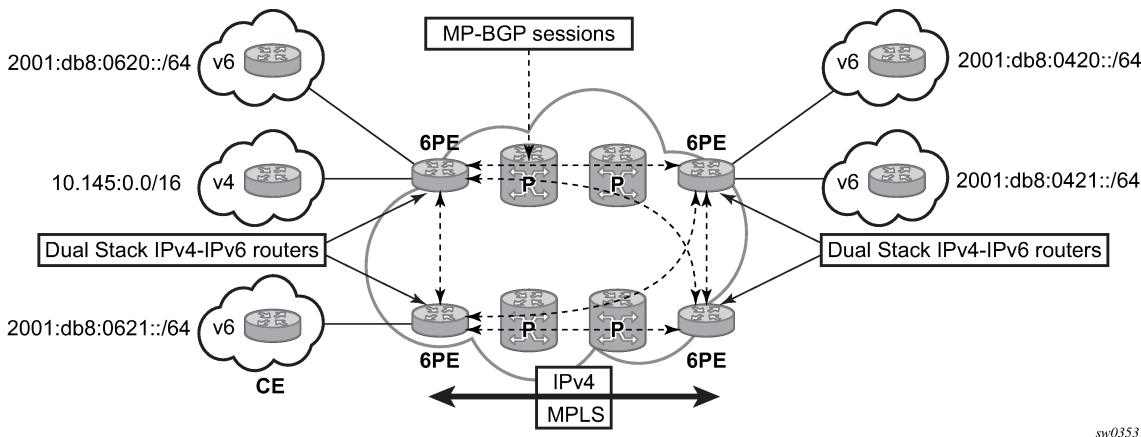 MP-BGP sessions
2001:db8:0620::/64
v6
v6
2001:db8:0420::/64
6PE
6PE
10.145:0.0/16
v4
P
P
v6
2001:db8:0421::/64
Dual Stack IPv4-IPv6 routers
Dual Stack IPv4-IPv6 routers
2001:db8:0621::/64
v6
P
P
6PE
6PE
CE
IPv4
MPLS
sw0353